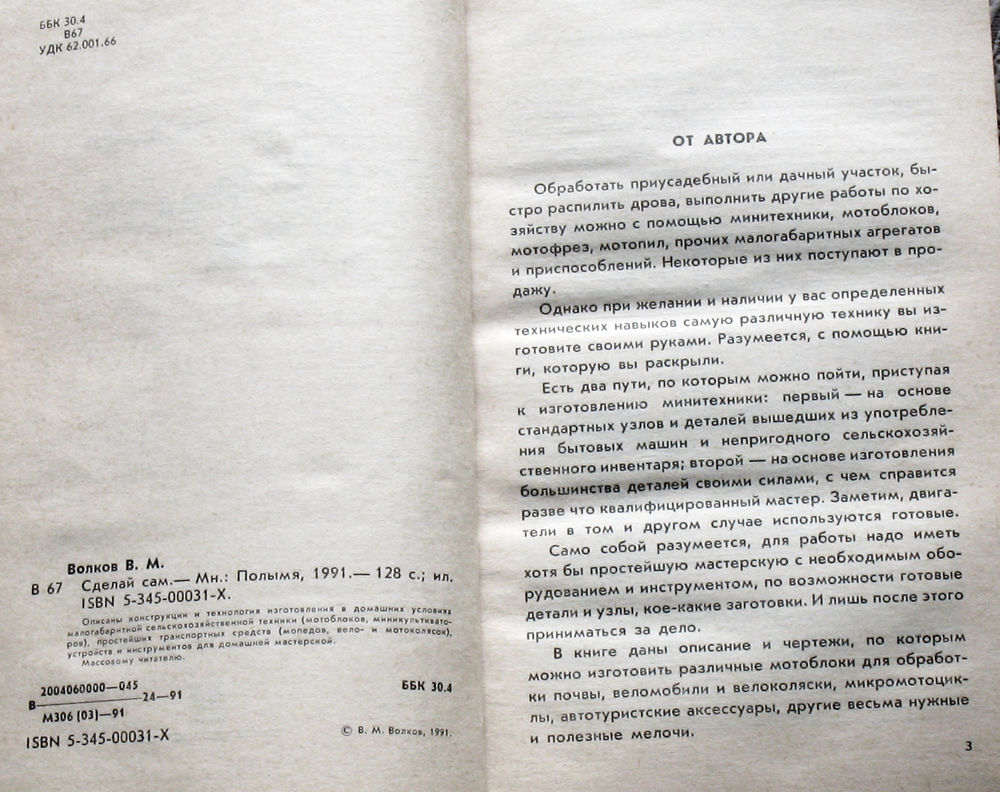 ББК 30.4
В67
УДК 62.001.66
Волков В. М.
В 67 Сделай сам.— Мн.: Полымя, 1991.— 128 с.; ил.
ISBN 5-345-00031-X.
Описаны конструкции и технология изготовления в домашних условиях
малогабаритной сельскохозяйственной техники (мотоблоков, миникультивато-
ров), простейших транспортных средств (мопедов, вело- и мотоколясок),
устройств и инструментов для домашней мастерской.
Массовому читателю.
2004060000—045
В 24—91
М306 (03)—91
ББК 30.4
ISBN 5-345-00031-X
© В. М. Волков, 1991.
ОТ АВТОРА
Обработать приусадебный или дачный участок, бы-
стро распилить дрова, выполнить другие работы по хо-
зяйству можно с помощью минитехники, мотоблоков,
мотофрез, мотопил, прочих малогабаритных агрегатов
и приспособлений. Некоторые из них поступают в про-
дажу.
Однако при желании и наличии у вас определенных
технических навыков самую различную технику вы из-
готовите своими руками. Разумеется, с помощью кни-
ги, которую вы раскрыли.
Есть два пути, по которым можно пойти, приступая
к изготовлению минитехники: первый — на основе
стандартных узлов и деталей вышедших из употребле-
ния бытовых машин и непригодного сельскохозяй-
ственного инвентаря; второй — на основе изготовления
большинства деталей своими силами, с чем справится
разве что квалифицированный мастер. Заметим, двига-
тели в том и другом случае используются готовые.
Само собой разумеется, для работы надо иметь
хотя бы простейшую мастерскую с необходимым обо-
рудованием и инструментом, по возможности готовые
детали и узлы, кое-какие заготовки. И лишь после этого
приниматься за дело.
В книге даны описание и чертежи, по которым
можно изготовить различные мотоблоки для обработ-
ки почвы, веломобили и велоколяски, микромотоцик-
лы, автотуристские аксессуары, другие весьма нужные
и полезные мелочи.
3